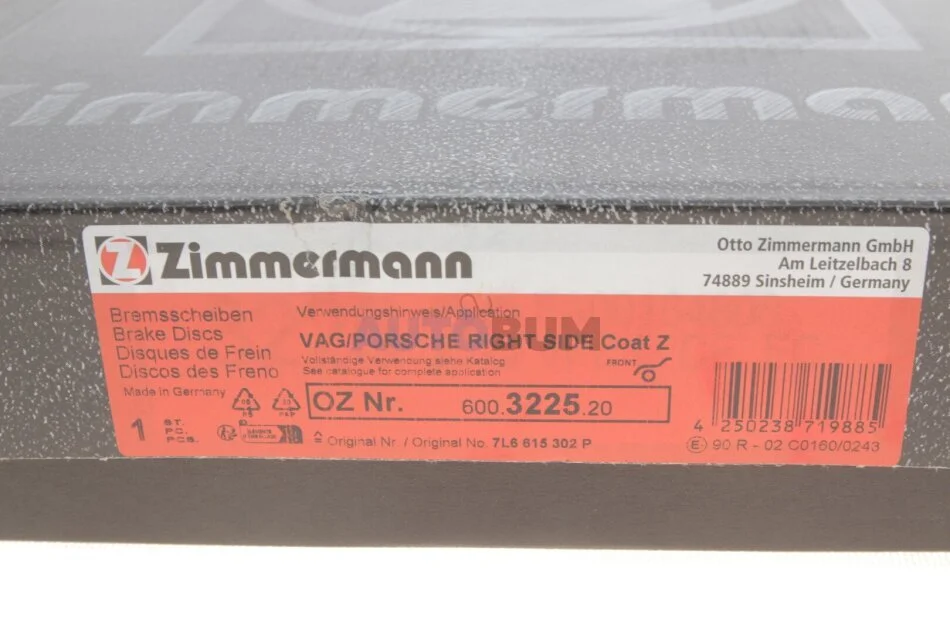 Zimmerma
Z Zimmermann
Otto Zimmermann GmbH
Am Leitzelbach 8
74889 Sinsheim / Germany
Bremsscheiben
Brake Discs
Disques de Frein
Discos des Freno
Made in Germany
Verwendungshinweis/Application
AUTOBUM
VAG/PORSCHE RIGHT SIDE Coat Z
Vollständige Verwendung siehe Katalog
See catalogue for complete application
FRONT
OZ Nr. 600.3225.20
1 ST.
PC.
PCS.
PAP
≙ Original Nr. / Original No. 7L6 615 302 P
4 250238 719885
E 90 R - 02 C0160/0243